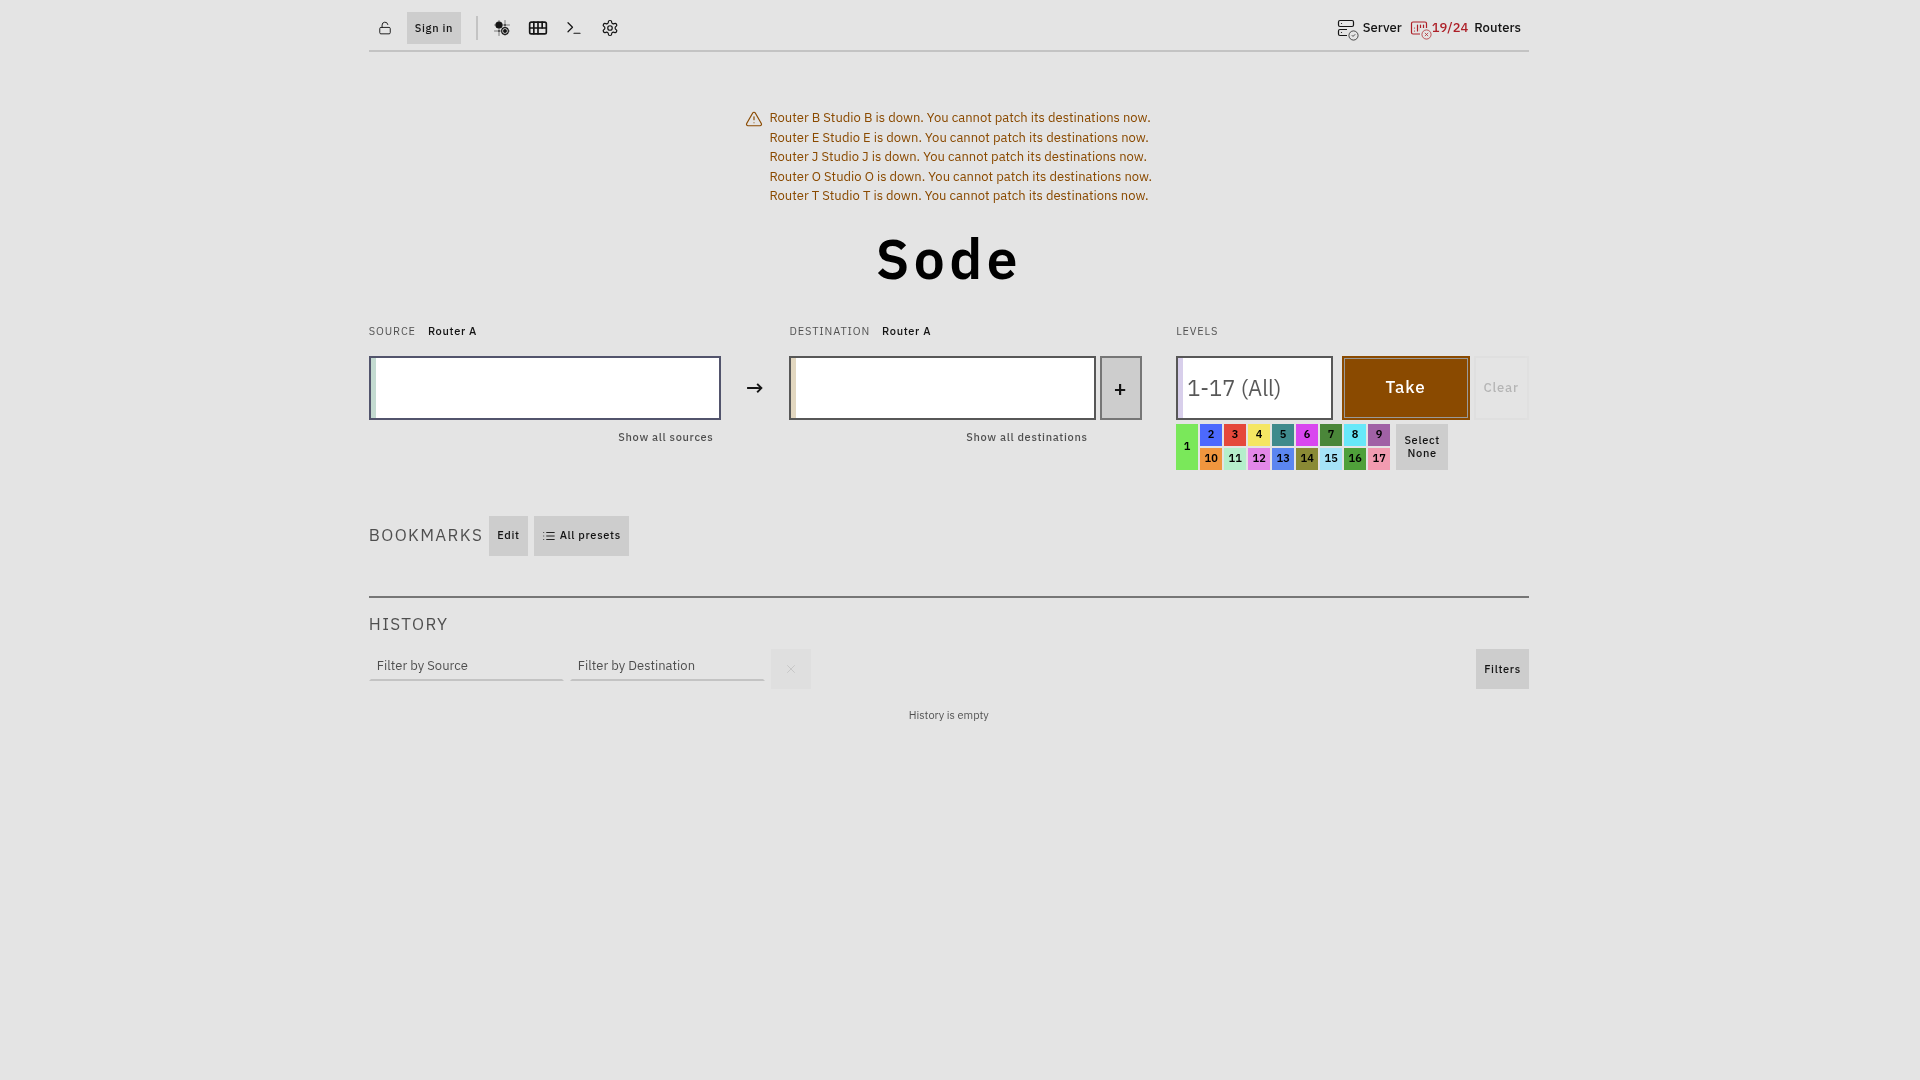 Sign in
Server 19/24 Routers
Router B Studio B is down. You cannot patch its destinations now.
Router E Studio E is down. You cannot patch its destinations now.
Router J Studio J is down. You cannot patch its destinations now.
Router O Studio O is down. You cannot patch its destinations now.
Router T Studio T is down. You cannot patch its destinations now.
Sode
SOURCE Router A
DESTINATION Router A
LEVELS
→
+
1-17 (All)
Take
Clear
Show all sources
Show all destinations
1 2 3 4 5 6 7 8 9
10 11 12 13 14 15 16 17
Select
None
BOOKMARKS Edit All presets
HISTORY
Filter by Source
Filter by Destination
Filters
History is empty